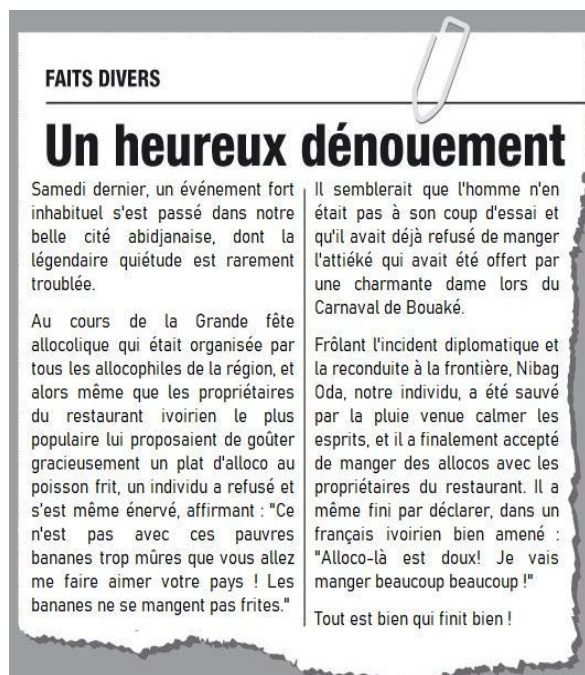 FAITS DIVERS
Un heureux dénouement
Samedi dernier, un événement fort
inhabituel s'est passé dans notre
belle cité abidjanaise, dont la
légendaire quiétude est rarement
troublée.
Au cours de la Grande fête
allocolique qui était organisée par
tous les allocophiles de la région, et
alors même que les propriétaires
du restaurant ivoirien le plus
populaire lui proposaient de goûter
gracieusement un plat d'alloco au
poisson frit, un individu a refusé et
s'est même énervé, affirmant : "Ce
n'est pas avec ces pauvres
bananes trop mûres que vous allez
me faire aimer votre pays ! Les
bananes ne se mangent pas frites."
Il semblerait que l'homme n'en
était pas à son coup d'essai et
qu'il avait déjà refusé de manger
l'attiéké qui avait été offert par
une charmante dame lors du
Carnaval de Bouaké.
Frôlant l'incident diplomatique et
la reconduite à la frontière, Nibag
Oda, notre individu, a été sauvé
par la pluie venue calmer les
esprits, et il a finalement accepté
de manger des allocos avec les
propriétaires du restaurant. Il a
même fini par déclarer, dans un
français ivoirien bien amené :
"Alloco-là est doux! Je vais
manger beaucoup beaucoup !"
Tout est bien qui finit bien !